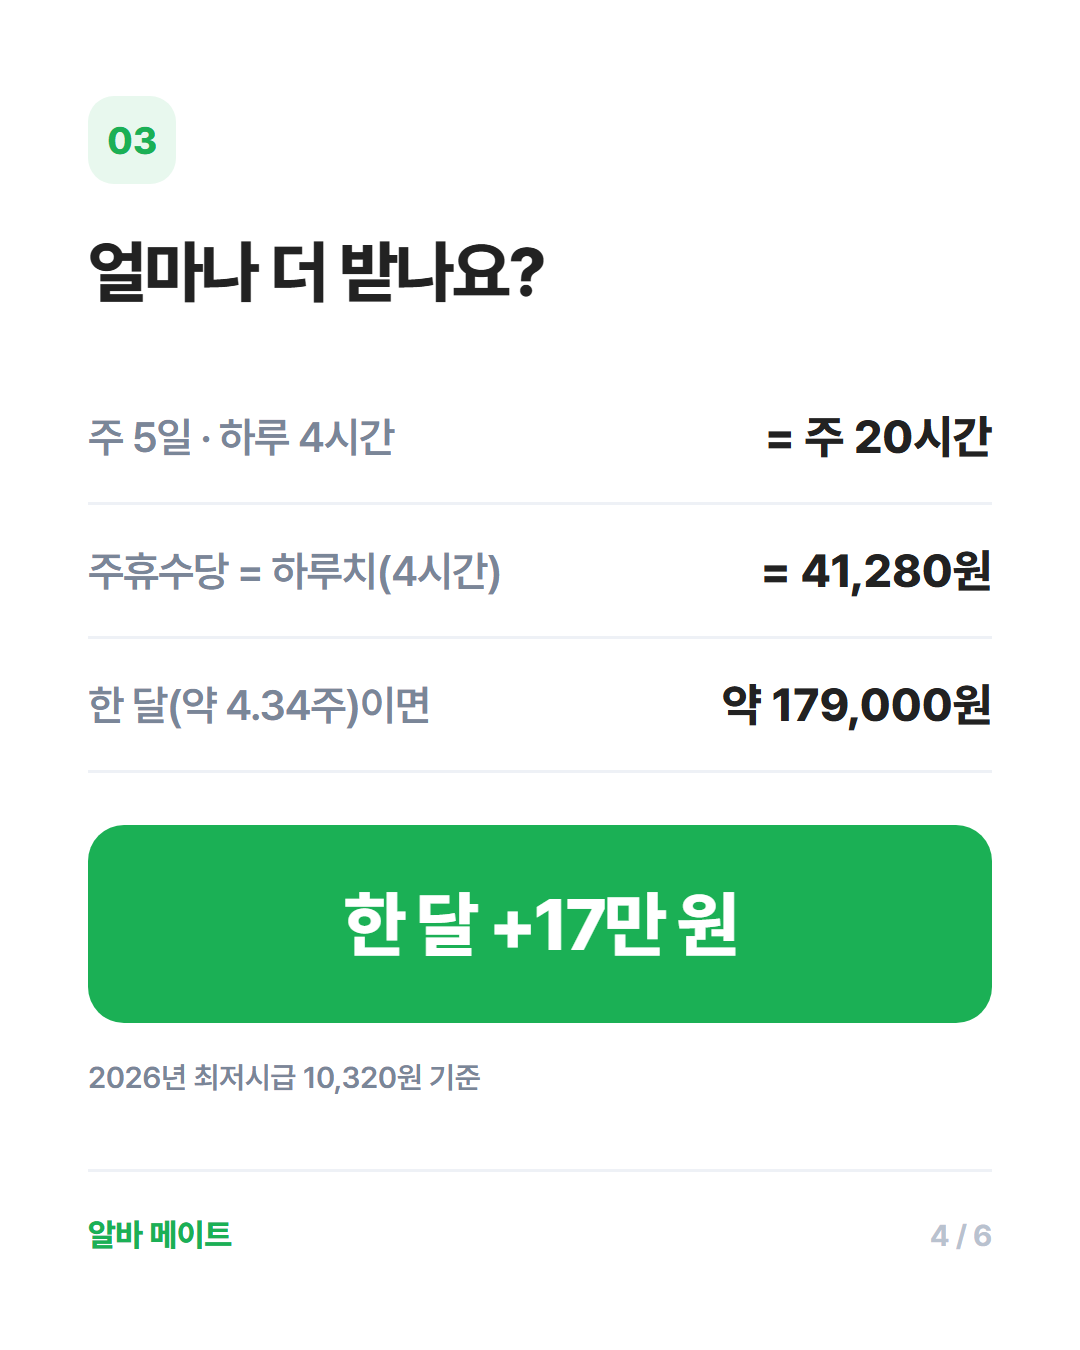 03
얼마나 더 받나요?
주 5일 · 하루 4시간 = 주 20시간
주휴수당 = 하루치(4시간) = 41,280원
한 달(약 4.34주)이면 약 179,000원
한 달 +17만 원
2026년 최저시급 10,320원 기준
알바 메이트 4 / 6